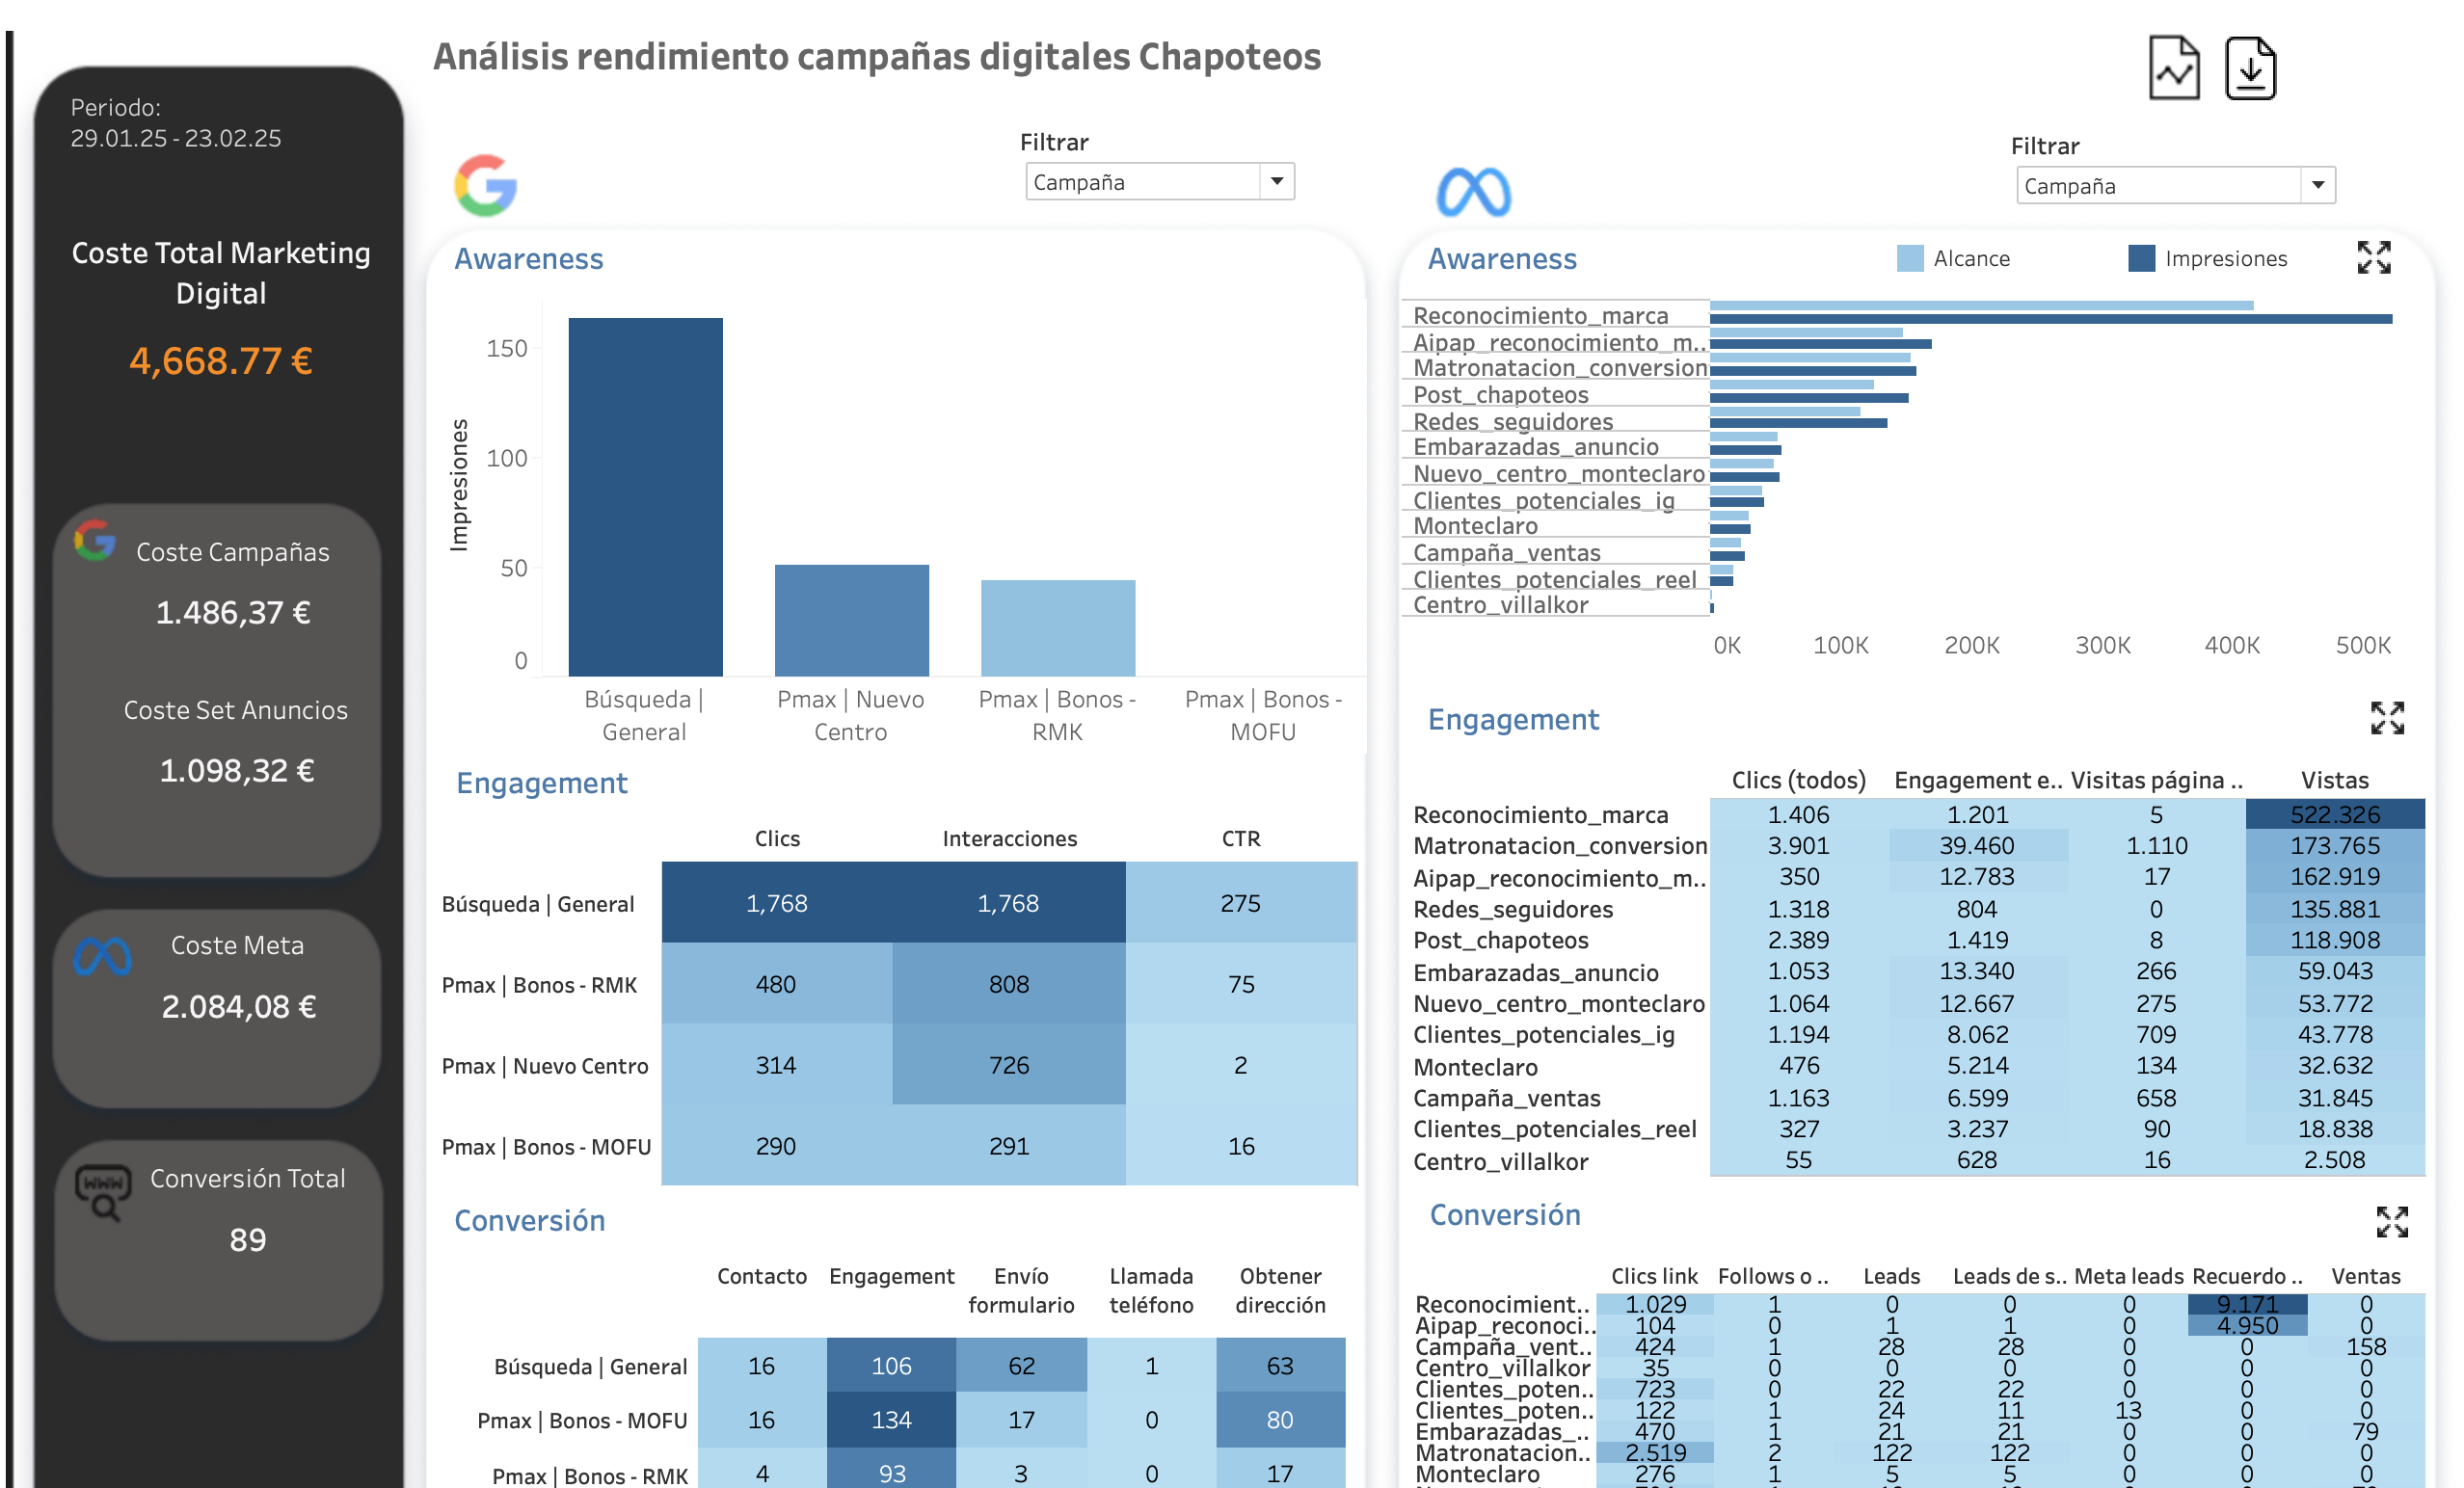 Análisis rendimiento campañas digitales Chapoteos
Periodo:
29.01.25 - 23.02.25
Coste Total Marketing
Digital
4,668.77 €
Coste Campañas
1.486,37 €
Coste Set Anuncios
1.098,32 €
Coste Meta
2.084,08 €
WWW
Conversión Total
89
Filtrar
Campaña
Awareness
Impresiones
150
100
50
0
Búsqueda |
General
Pmax | Nuevo
Centro
Pmax | Bonos -
RMK
Pmax | Bonos -
MOFU
Engagement
Clics Interacciones CTR
Búsqueda | General 1,768 1,768 275
Pmax | Bonos - RMK 480 808 75
Pmax | Nuevo Centro 314 726 2
Pmax | Bonos - MOFU 290 291 16
Conversión
Contacto Engagement Envío formulario Llamada teléfono Obtener dirección
Búsqueda | General 16 106 62 1 63
Pmax | Bonos - MOFU 16 134 17 0 80
Pmax | Bonos - RMK 4 93 3 0 17
Filtrar
Campaña
Awareness
Alcance Impresiones
Reconocimiento_marca
Aipap_reconocimiento_m..
Matronatacion_conversion
Post_chapoteos
Redes_seguidores
Embarazadas_anuncio
Nuevo_centro_monteclaro
Clientes_potenciales_ig
Monteclaro
Campaña_ventas
Clientes_potenciales_reel
Centro_villalkor
0K 100K 200K 300K 400K 500K
Engagement
Clics (todos) Engagement e.. Visitas página .. Vistas
Reconocimiento_marca 1.406 1.201 5 522.326
Matronatacion_conversion 3.901 39.460 1.110 173.765
Aipap_reconocimiento_m.. 350 12.783 17 162.919
Redes_seguidores 1.318 804 0 135.881
Post_chapoteos 2.389 1.419 8 118.908
Embarazadas_anuncio 1.053 13.340 266 59.043
Nuevo_centro_monteclaro 1.064 12.667 275 53.772
Clientes_potenciales_ig 1.194 8.062 709 43.778
Monteclaro 476 5.214 134 32.632
Campaña_ventas 1.163 6.599 658 31.845
Clientes_potenciales_reel 327 3.237 90 18.838
Centro_villalkor 55 628 16 2.508
Conversión
Clics link Follows o .. Leads Leads de s.. Meta leads Recuerdo .. Ventas
Reconocimient.. 1.029 1 0 0 0 9.171 0
Aipap_reconoci.. 104 0 1 1 0 4.950 0
Campaña_vent.. 424 1 28 28 0 0 158
Centro_villalkor 35 0 0 0 0 0 0
Clientes_poten.. 723 0 22 22 0 0 0
Clientes_poten.. 122 1 24 11 13 0 0
Embarazadas_.. 470 1 21 21 0 0 79
Matronatacion.. 2.519 2 122 122 0 0 0
Monteclaro 276 1 5 5 0 0 0